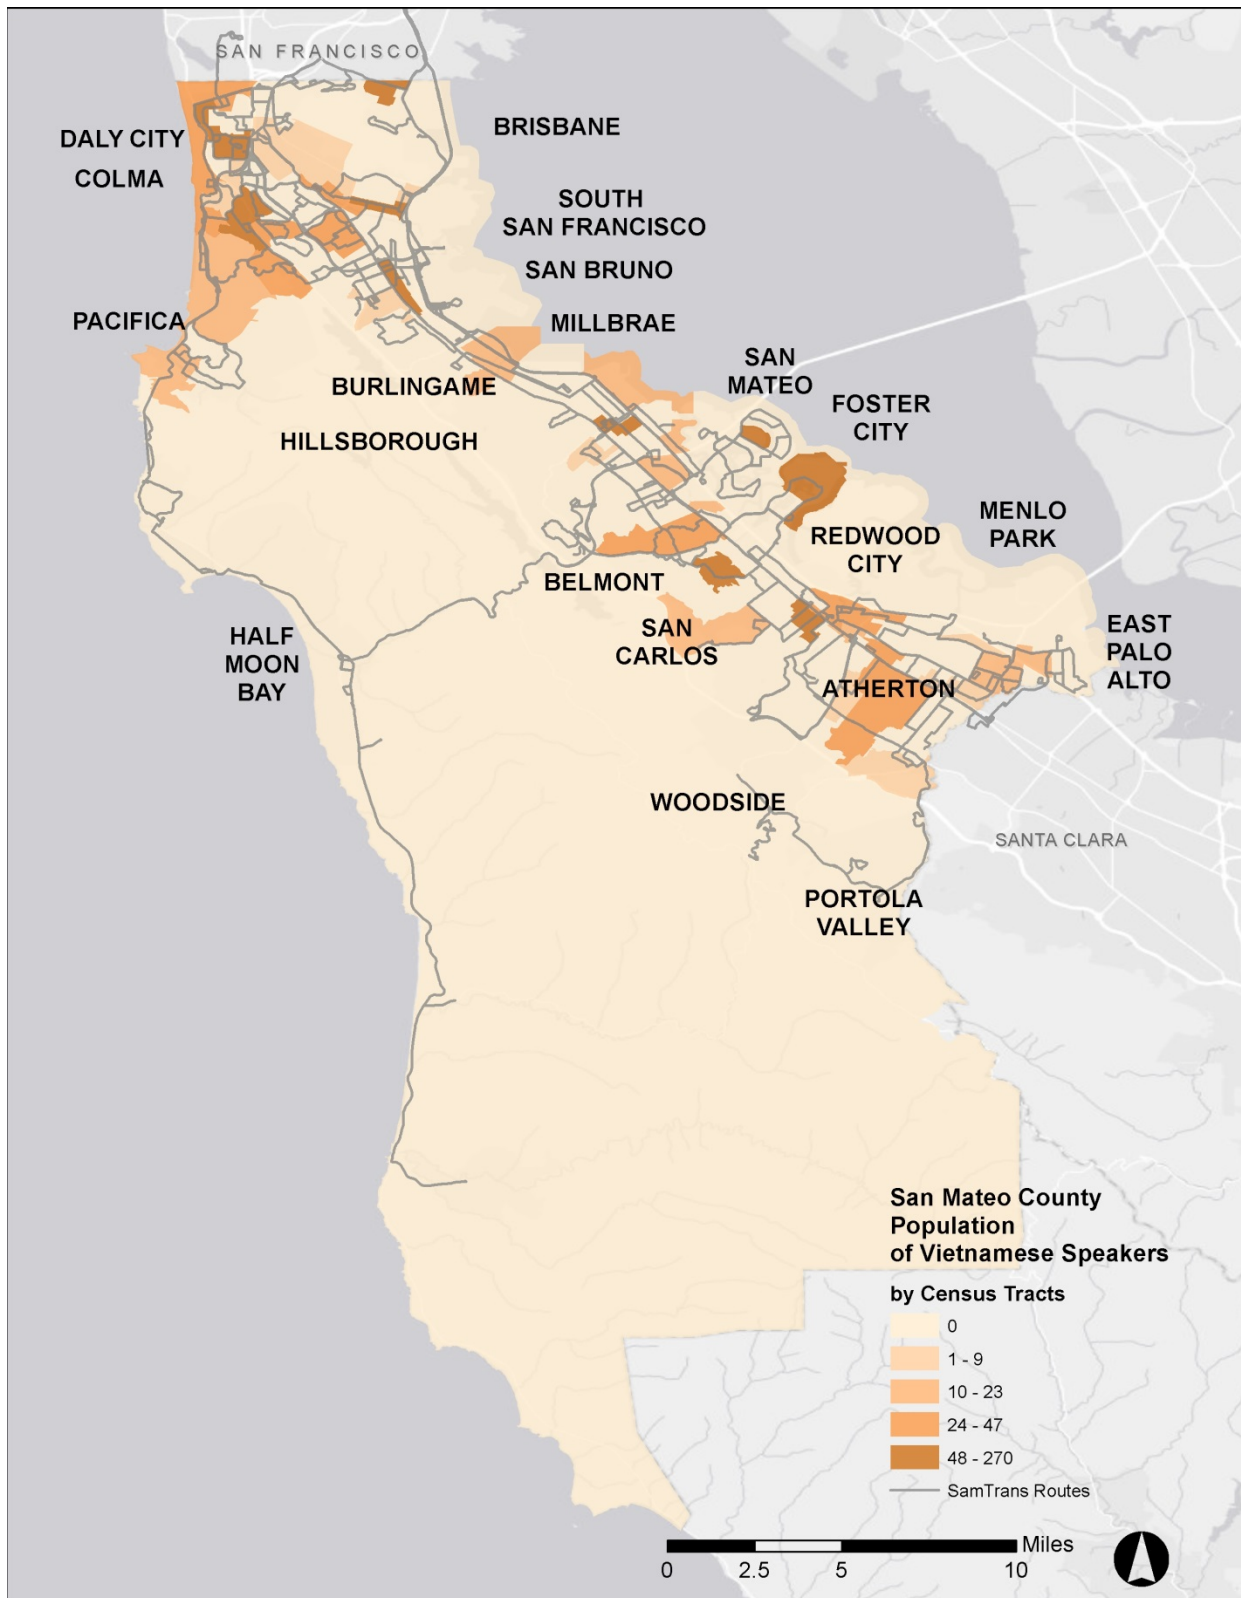 SAN FRANCISCO
BRISBANE
DALY CITY
COLMA
SOUTH
SAN FRANCISCO
SAN BRUNO
PACIFICA
MILLBRAE
SAN
MATEO
BURLINGAME
FOSTER
CITY
HILLSBOROUGH
MENLO
PARK
REDWOOD
CITY
BELMONT
HALF
MOON
BAY
SAN
CARLOS
EAST
PALO
ALTO
ATHERTON
WOODSIDE
SANTA CLARA
PORTOLA
VALLEY
San Mateo County
Population
of Vietnamese Speakers
by Census Tracts
0
1 - 9
10 - 23
24 - 47
48 - 270
SamTrans Routes
Miles
0 2.5 5 10